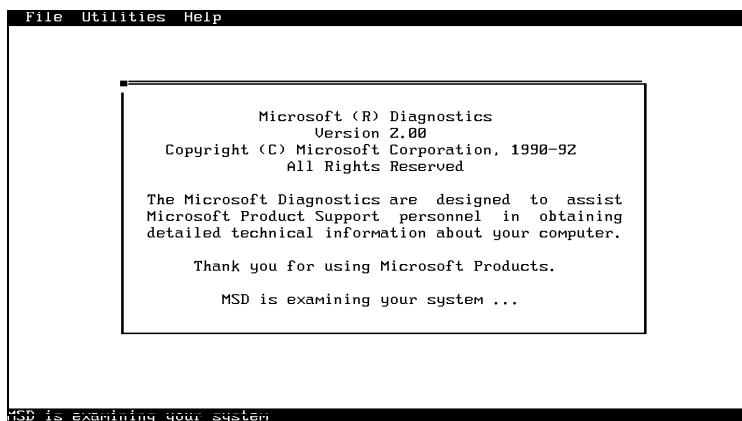 File Utilities Help
Microsoft (R) Diagnostics
Version 2.00
Copyright (C) Microsoft Corporation, 1990-92
All Rights Reserved
The Microsoft Diagnostics are designed to assist
Microsoft Product Support personnel in obtaining
detailed technical information about your computer.
Thank you for using Microsoft Products.
MSD is examining your system ...
MSD is examining your system